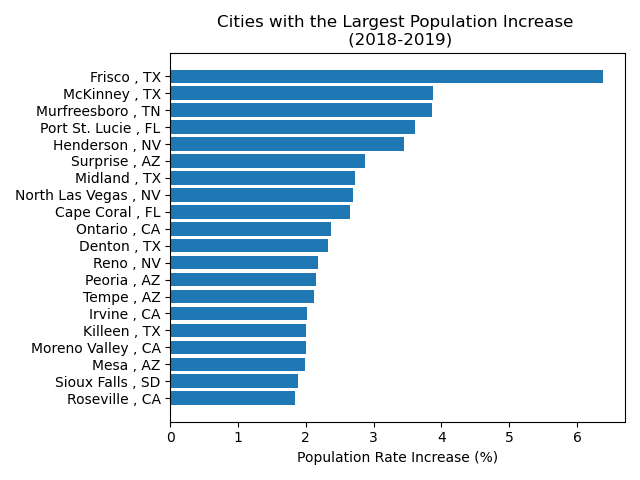 Cities with the Largest Population Increase
(2018-2019)
Frisco , TX
McKinney , TX
Murfreesboro , TN
Port St. Lucie , FL
Henderson , NV
Surprise , AZ
Midland , TX
North Las Vegas , NV
Cape Coral , FL
Ontario , CA
Denton , TX
Reno , NV
Peoria , AZ
Tempe , AZ
Irvine , CA
Killeen , TX
Moreno Valley , CA
Mesa , AZ
Sioux Falls , SD
Roseville , CA
0 1 2 3 4 5 6
Population Rate Increase (%)